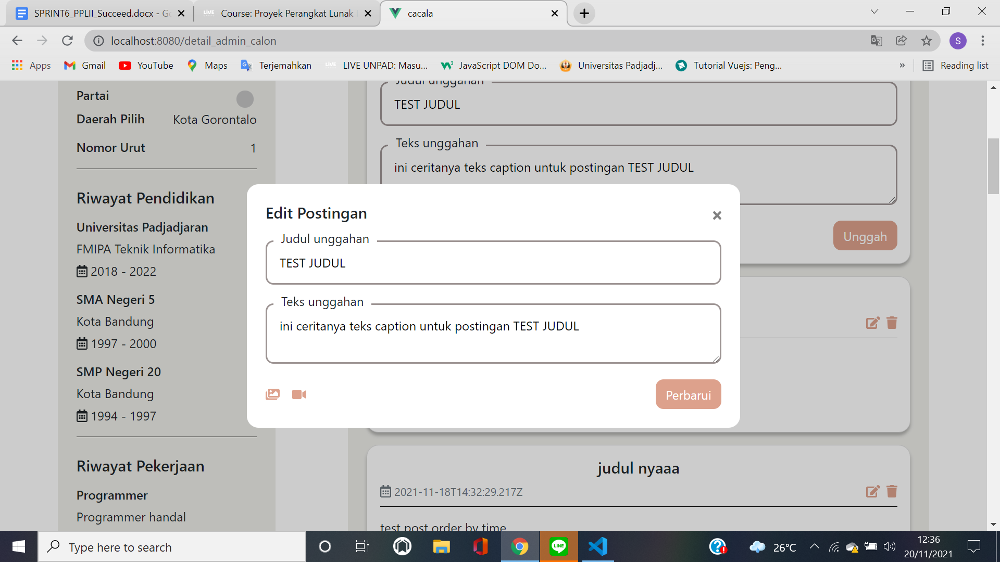 SPRINT6_PPLII_Succeed.docx - Go
LiVE
Course: Proyek Perangkat Lunak
cacala
localhost:8080/detail_admin_calon
S
Apps
Gmail
YouTube
Maps
Terjemahkan
LiVE
LIVE UNPAD: Masu...
JavaScript DOM Do...
Universitas Padjadj...
Tutorial Vuejs: Peng...
»
Reading list
Partai
Daerah Pilih Kota Gorontalo
Nomor Urut 1
Riwayat Pendidikan
Universitas Padjadjaran
FMIPA Teknik Informatika
2018 - 2022
SMA Negeri 5
Kota Bandung
1997 - 2000
SMP Negeri 20
Kota Bandung
1994 - 1997
Riwayat Pekerjaan
Programmer
Programmer handal
Judul unggahan
TEST JUDUL
Teks unggahan
ini ceritanya teks caption untuk postingan TEST JUDUL
Unggah
Edit Postingan
Judul unggahan
TEST JUDUL
Teks unggahan
ini ceritanya teks caption untuk postingan TEST JUDUL
Perbarui
judul nyaaa
2021-11-18T14:32:29.217Z
test post order by time
Type here to search
LINE
26°C
12:36
20/11/2021